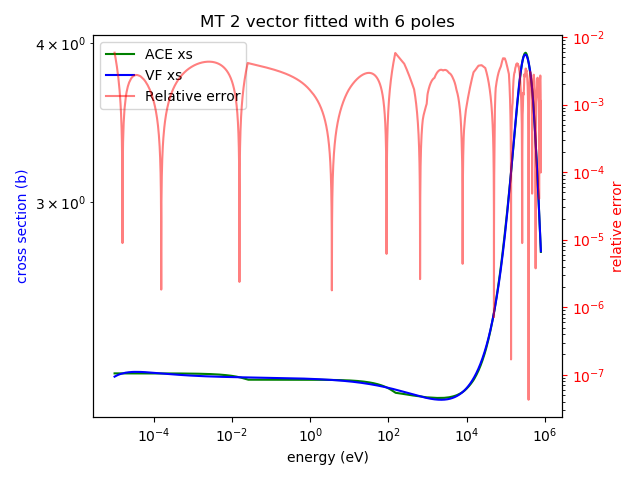 MT 2 vector fitted with 6 poles
ACE xs
VF xs
Relative error
4 × 10⁰
3 × 10⁰
cross section (b)
10⁻⁴
10⁻²
10⁰
10²
10⁴
10⁶
energy (eV)
10⁻²
10⁻³
10⁻⁴
10⁻⁵
10⁻⁶
10⁻⁷
relative error